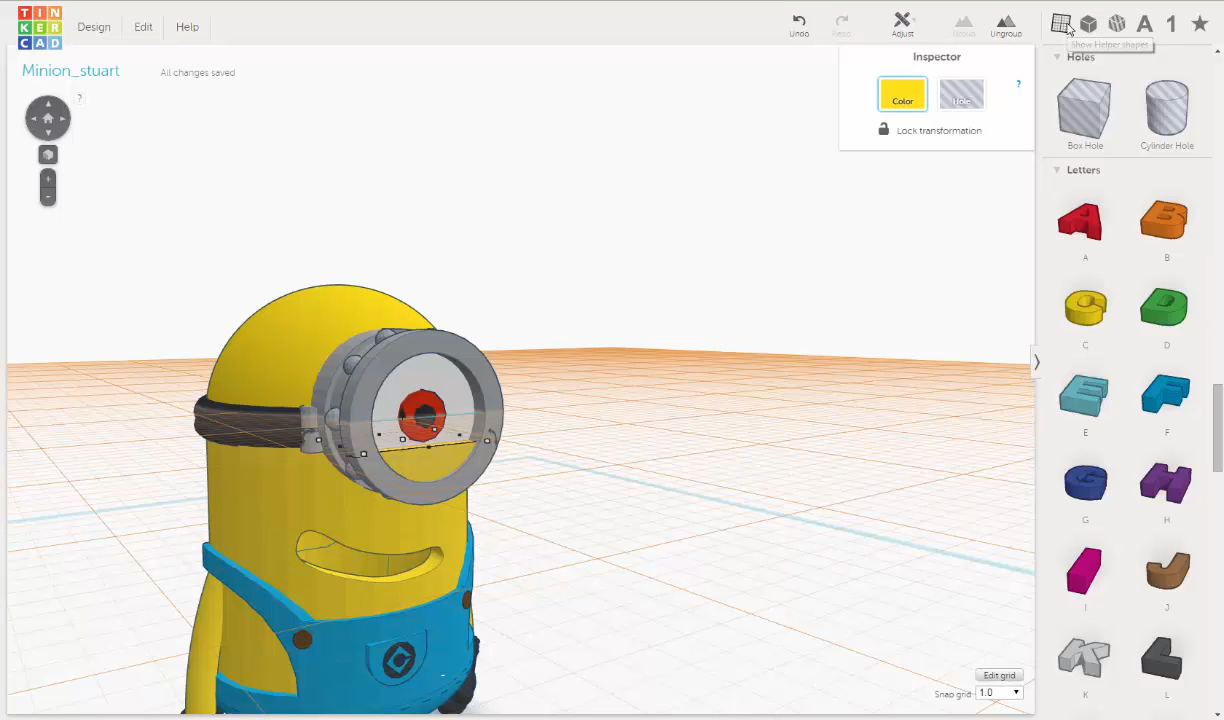 TIN
KER
CAD
Design
Edit
Help
Undo
Redo
Adjust
Group
Ungroup
A
1
Show Helper shapes
Minion_stuart
All changes saved
?
Inspector
Color
Hole
?
Lock transformation
Holes
Box Hole
Cylinder Hole
Letters
A
B
A
B
C
D
C
D
E
F
E
F
G
H
G
H
I
J
I
J
K
L
K
L
Edit grid
Snap grid
1.0